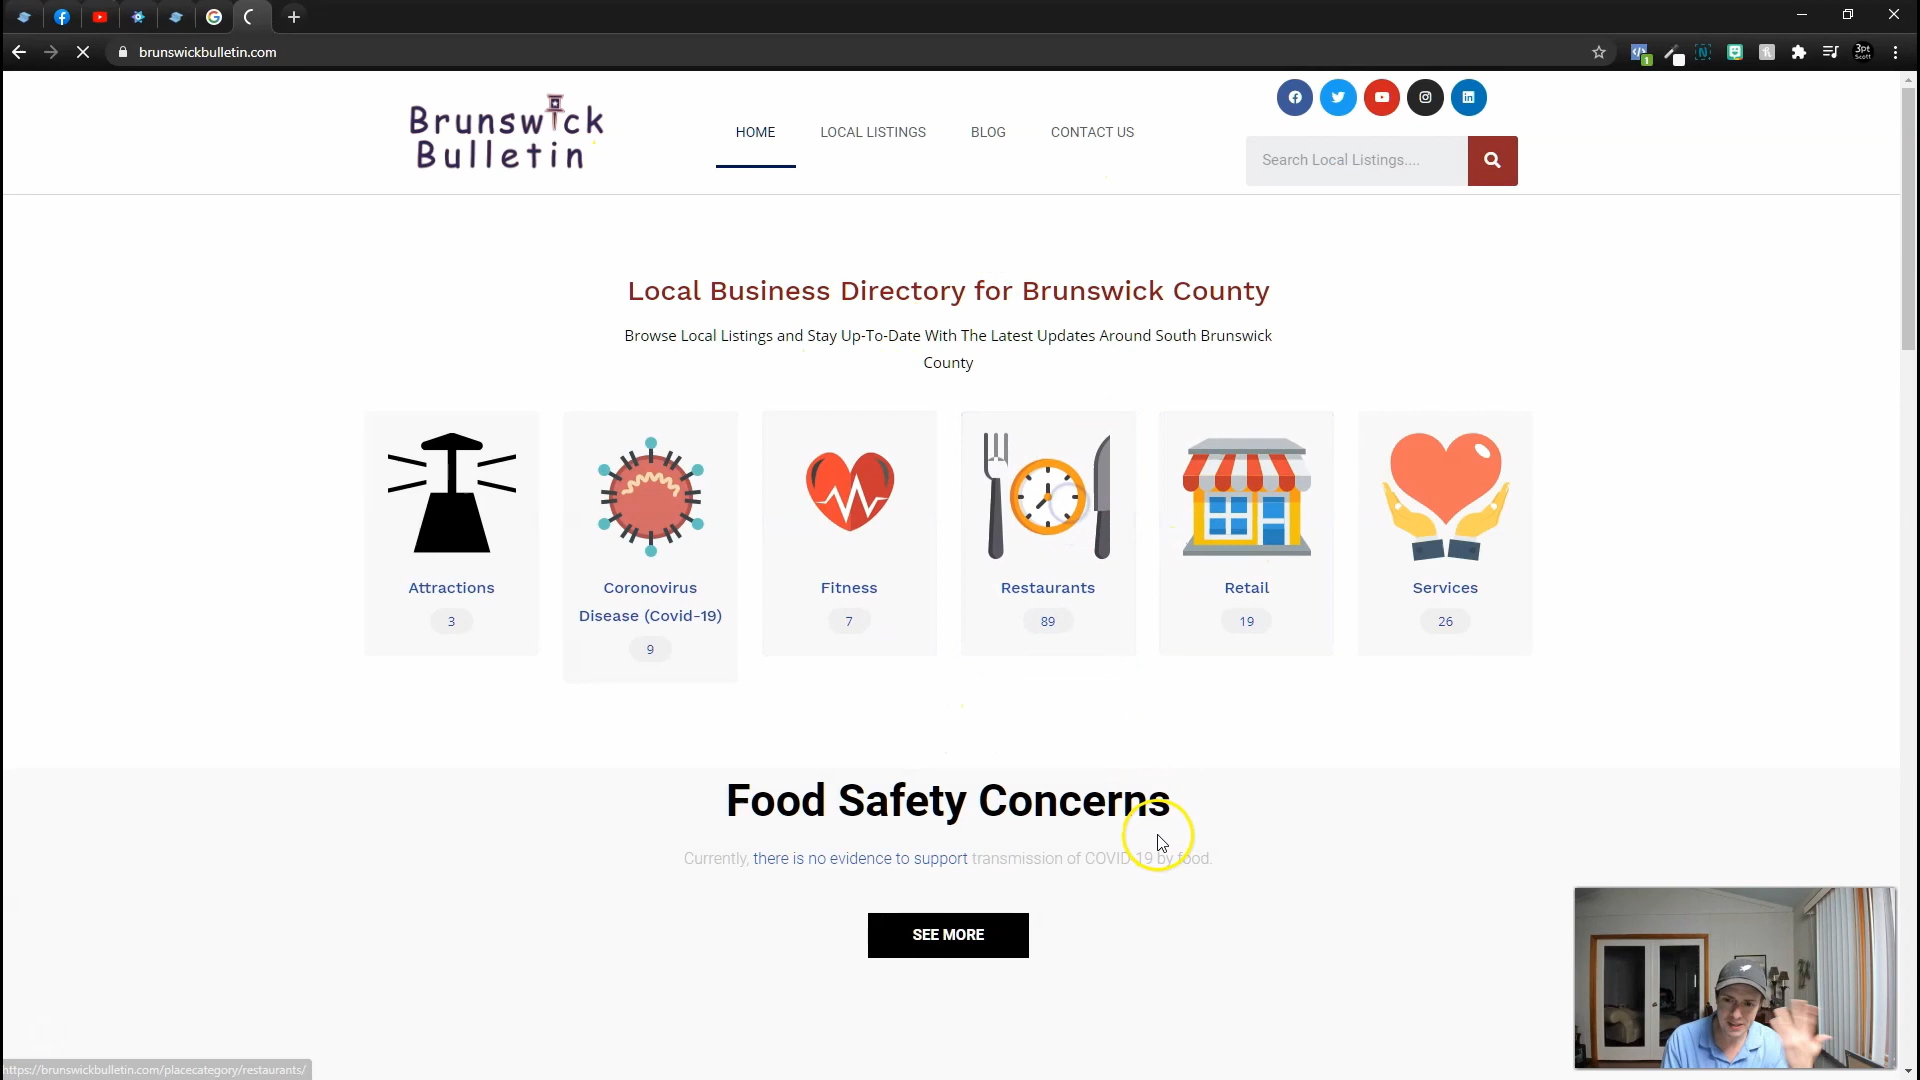 brunswickbulletin.com
1
3pt
Scott
Brunswick
Bulletin
HOME
LOCAL LISTINGS
BLOG
CONTACT US
Search Local Listings....
Local Business Directory for Brunswick County
Browse Local Listings and Stay Up-To-Date With The Latest Updates Around South Brunswick
County
Attractions
3
Coronovirus
Disease (Covid-19)
9
Fitness
7
Restaurants
89
Retail
19
Services
26
Food Safety Concerns
Currently, there is no evidence to support transmission of COVID-19 by food.
SEE MORE
https://brunswickbulletin.com/placecategory/restaurants/